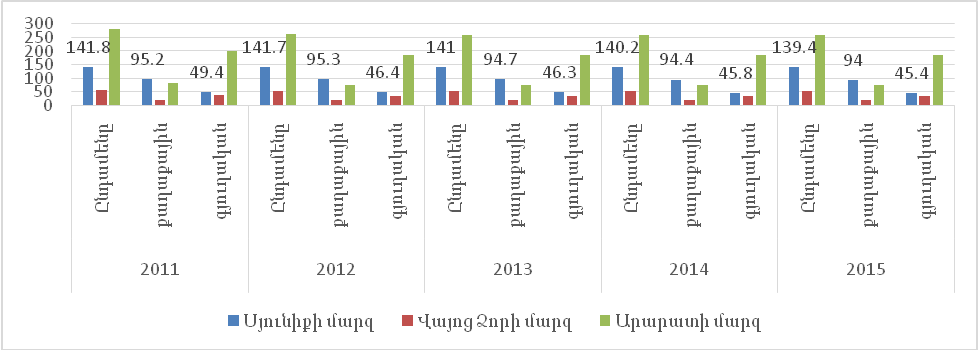 300
250
200
150
100
50
0
141.8 95.2 49.4 141.7 95.3 46.4 141 94.7 46.3 140.2 94.4 45.8 139.4 94 45.4
Ընդամենը քաղաքային գյուղական Ընդամենը քաղաքային գյուղական Ընդամենը քաղաքային գյուղական Ընդամենը քաղաքային գյուղական Ընդամենը քաղաքային գյուղական
2011 2012 2013 2014 2015
Սյունիքի մարզ Վայոց Ձորի մարզ Արարատի մարզ